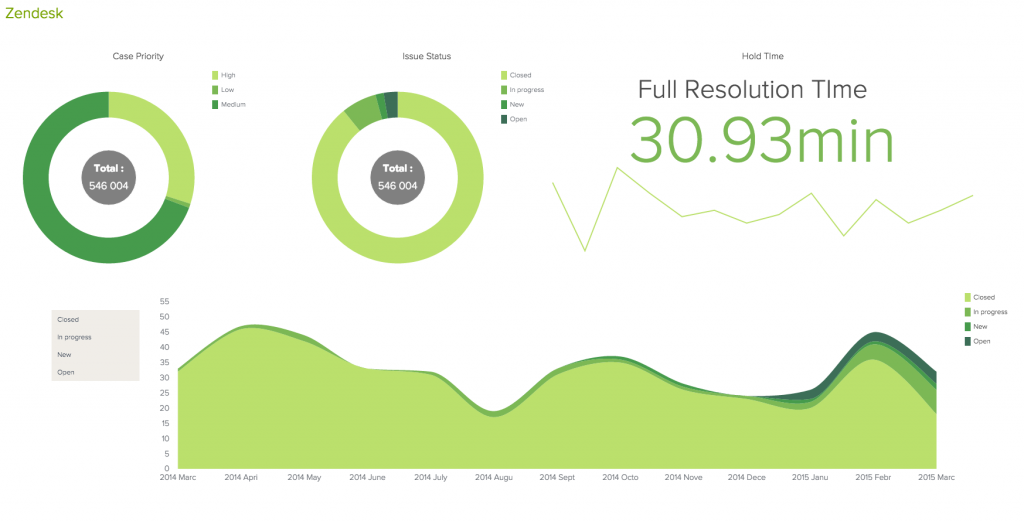 Zendesk
Case Priority
High
Low
Medium
Total :
546 004
Issue Status
Closed
In progress
New
Open
Total :
546 004
Hold TIme
Full Resolution TIme
30.93min
Closed
In progress
New
Open
55
50
45
40
35
30
25
20
15
10
5
0
2014 Marc 2014 Apri 2014 May 2014 June 2014 July 2014 Augu 2014 Sept 2014 Octo 2014 Nove 2014 Dece 2015 Janu 2015 Febr 2015 Marc
Closed
In progress
New
Open